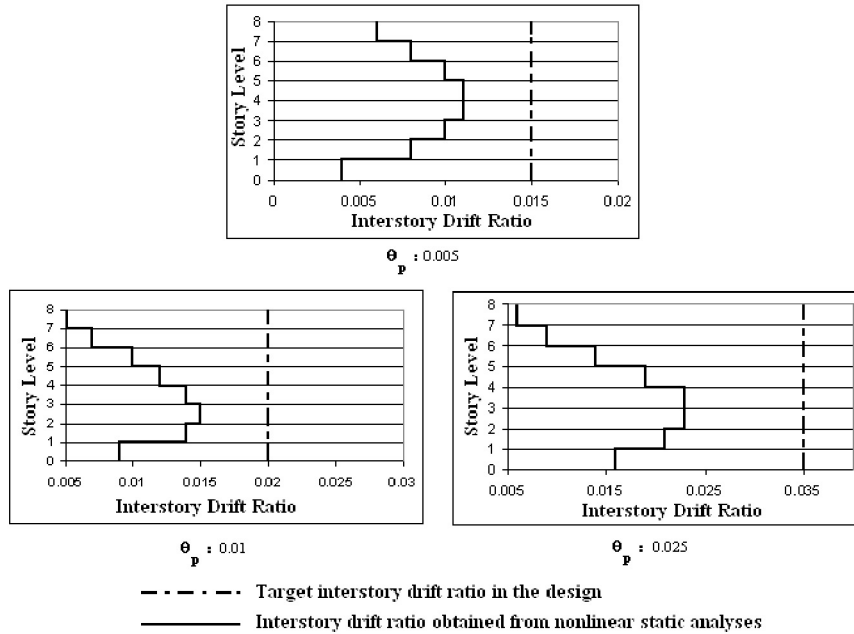 8
7
6
5
4
3
2
1
0
Story Level
0 0.005 0.01 0.015 0.02
Interstory Drift Ratio
θp : 0.005
8
7
6
5
4
3
2
1
0
Story Level
0.005 0.01 0.015 0.02 0.025 0.03
Interstory Drift Ratio
θp : 0.01
8
7
6
5
4
3
2
1
0
Story Level
0.005 0.015 0.025 0.035
Interstory Drift Ratio
θp : 0.025
Target interstory drift ratio in the design
Interstory drift ratio obtained from nonlinear static analyses